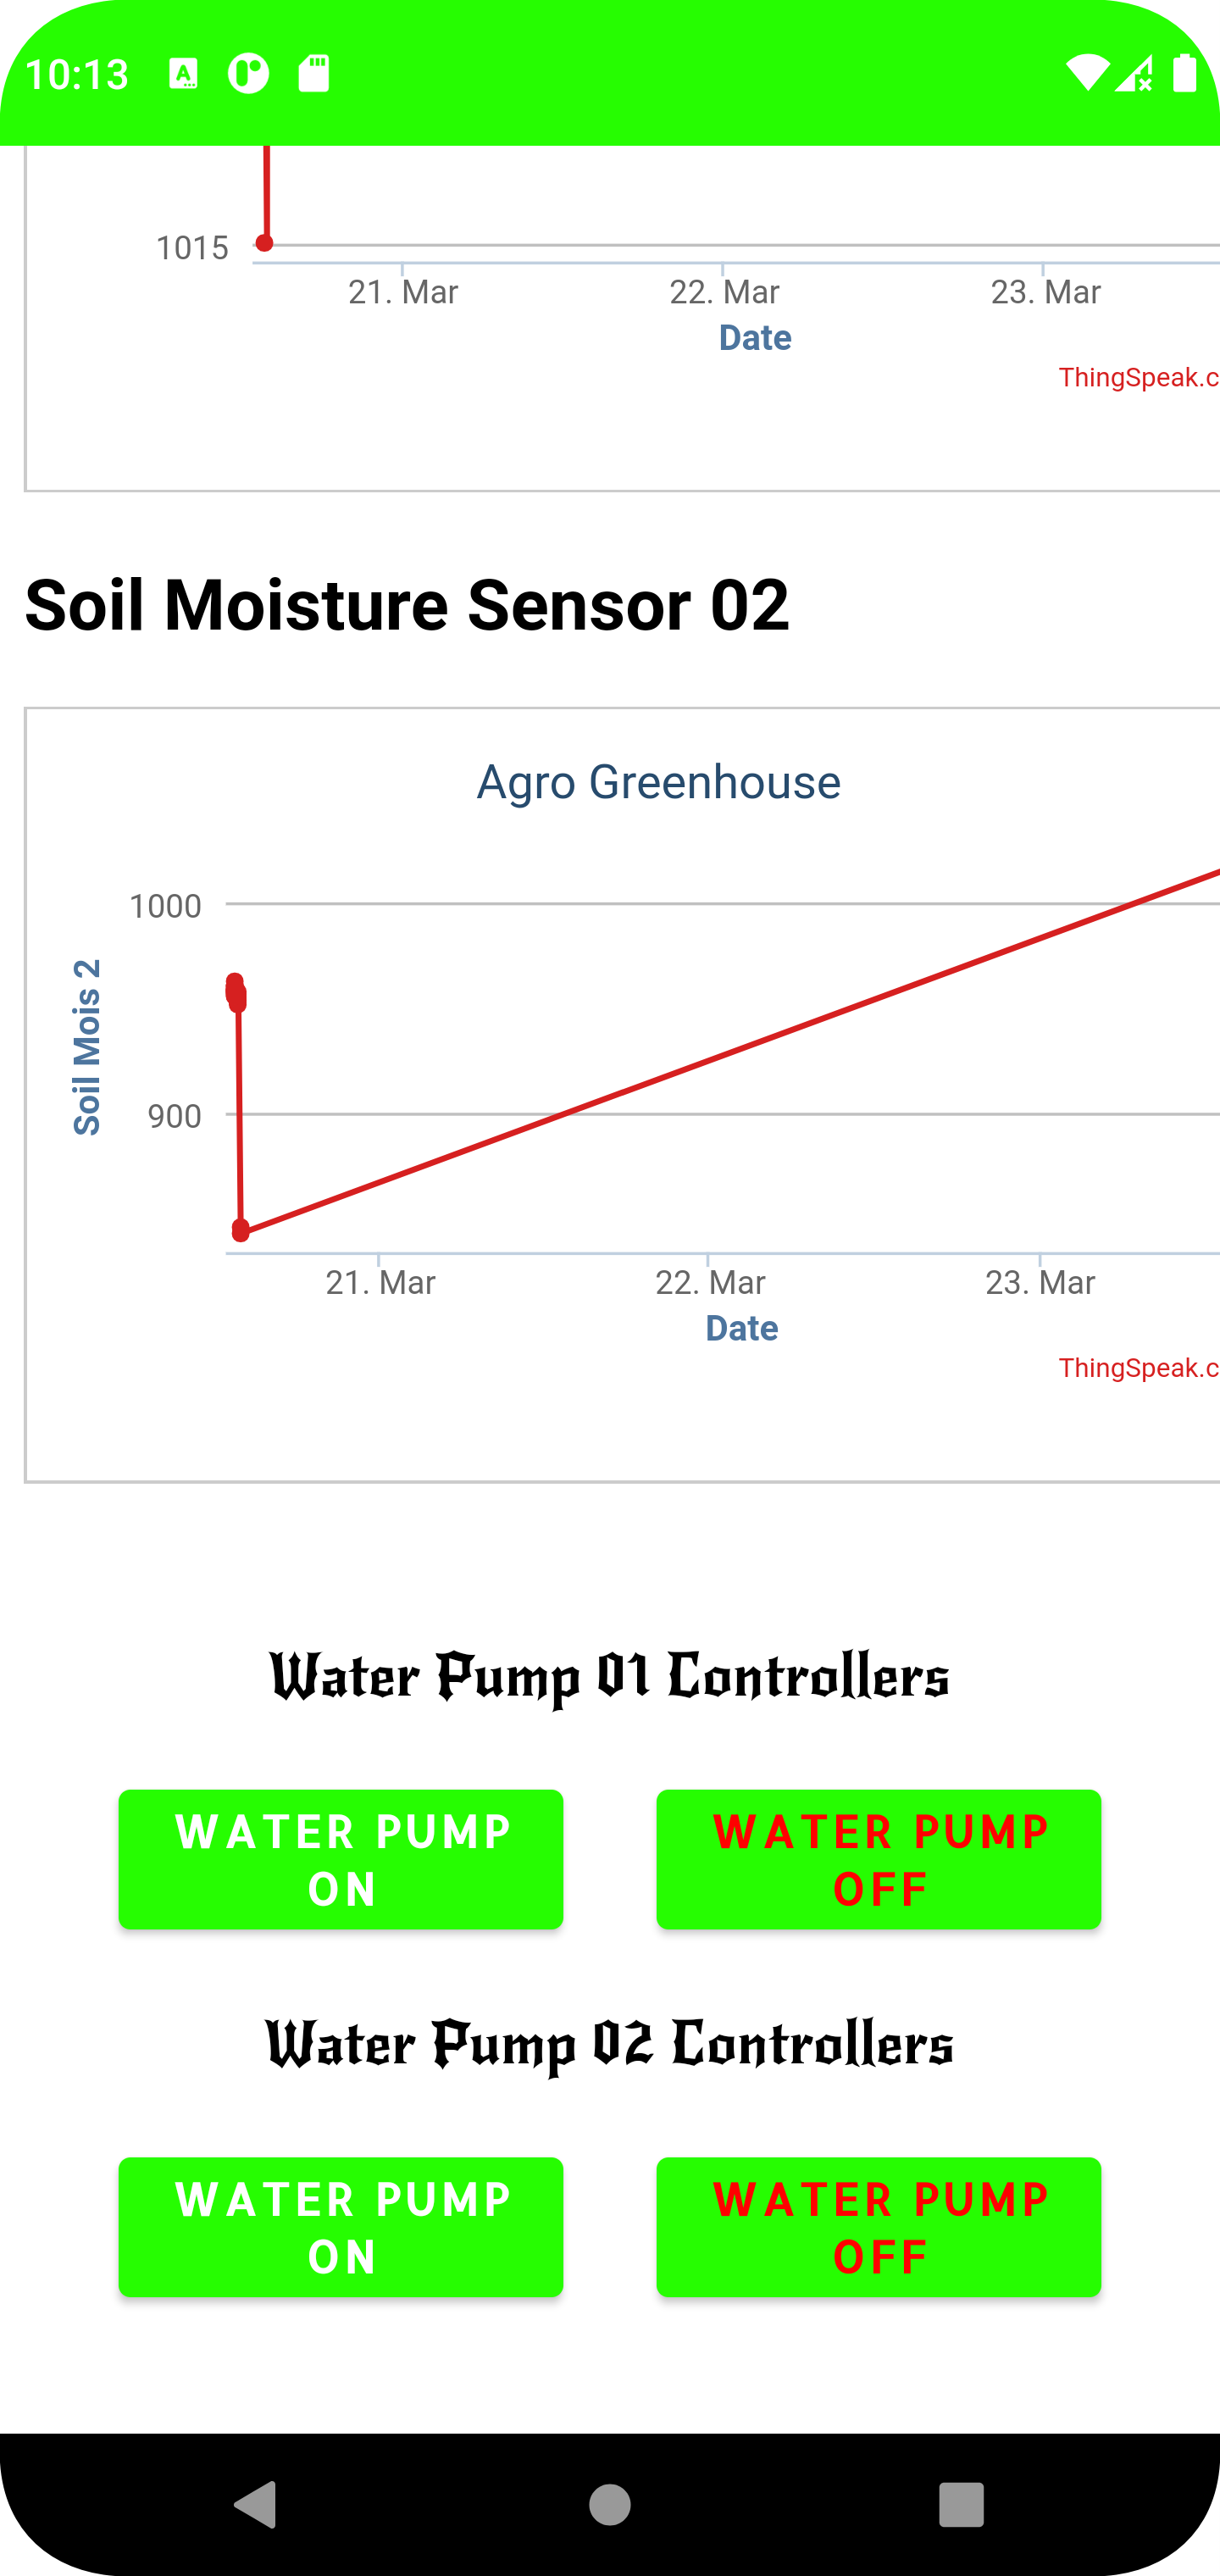 10:13
1015
21. Mar 22. Mar 23. Mar
Date
ThingSpeak.c
Soil Moisture Sensor 02
Agro Greenhouse
1000
Soil Mois 2
900
21. Mar 22. Mar 23. Mar
Date
ThingSpeak.c
Water Pump 01 Controllers
WATER PUMP
ON
WATER PUMP
OFF
Water Pump 02 Controllers
WATER PUMP
ON
WATER PUMP
OFF